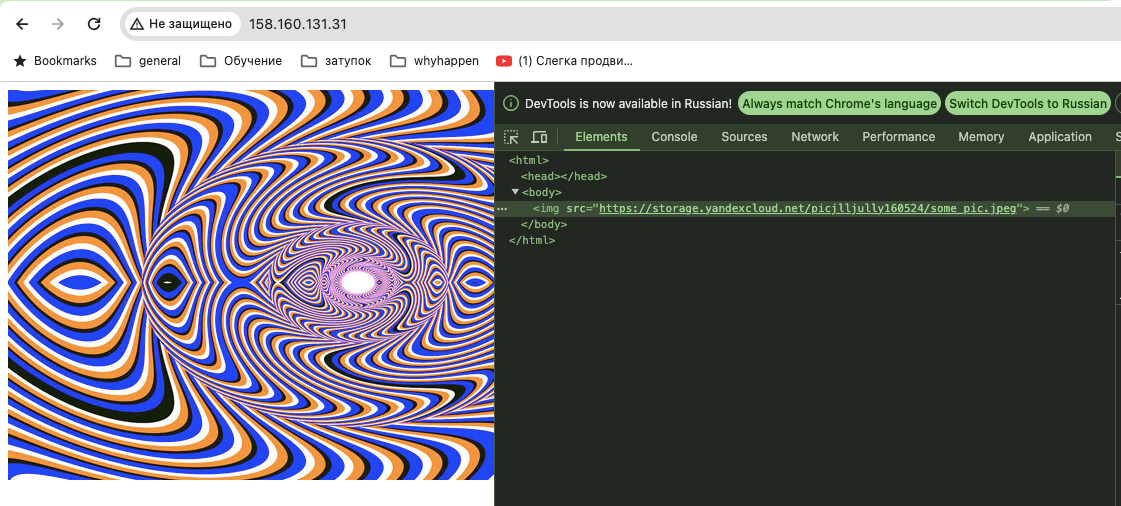 Не защищено 158.160.131.31
Bookmarks general Обучение затупок whyhappen (1) Слегка продви...
DevTools is now available in Russian! Always match Chrome's language Switch DevTools to Russian
Elements Console Sources Network Performance Memory Application S
<html>
<head></head>
<body>
<img src="https://storage.yandexcloud.net/picjlljully160524/some_pic.jpeg"> == $0
</body>
</html>